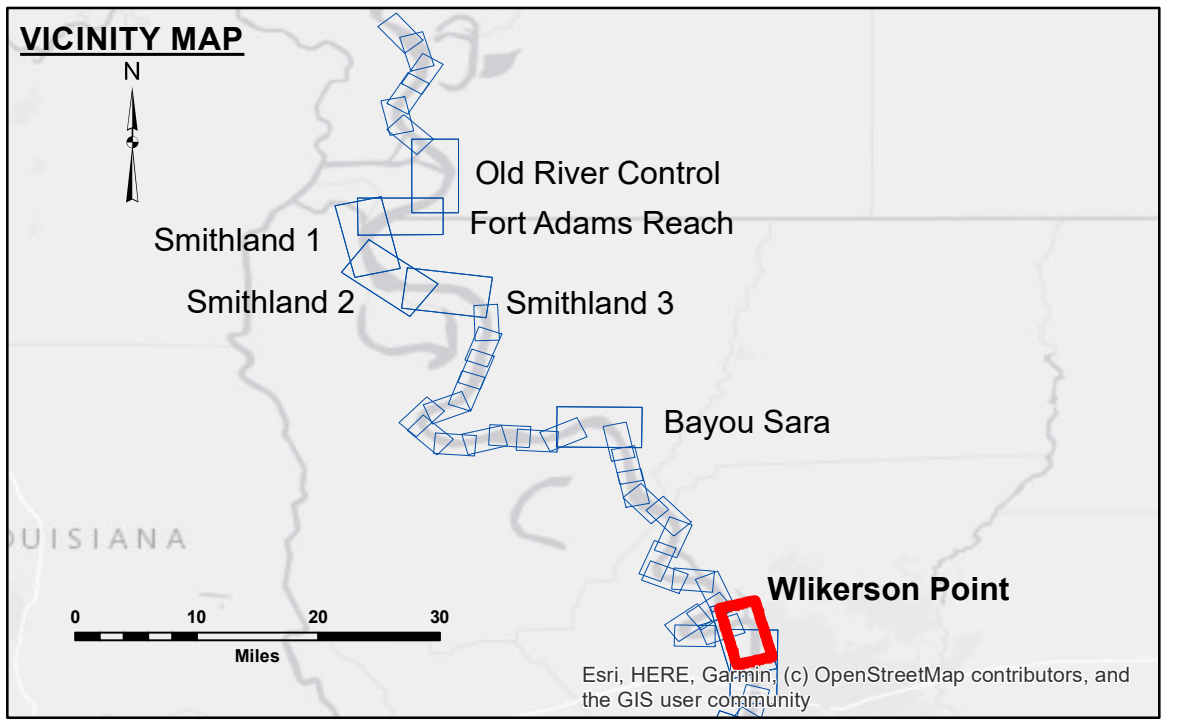 VICINITY MAP
N
Old River Control
Fort Adams Reach
Smithland 1
Smithland 2
Smithland 3
Bayou Sara
OUISIANA
Wlikerson Point
0 10 20 30
Miles
Esri, HERE, Garmin, (c) OpenStreetMap contributors, and
the GIS user community